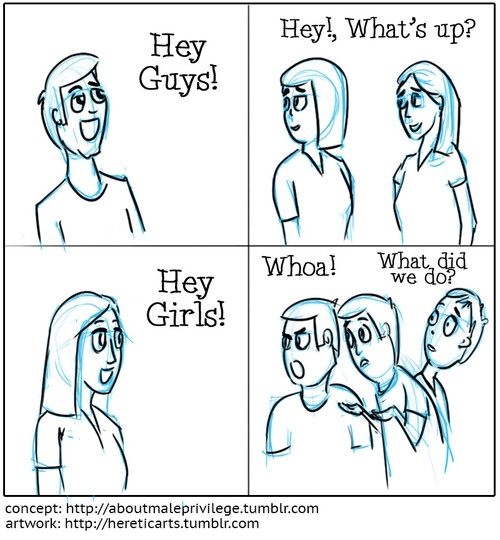 Hey
Guys!
Hey!, What's up?
Hey
Girls!
Whoa!
What did
we do?
concept: http://aboutmaleprivilege.tumblr.com
artwork: http://hereticarts.tumblr.com